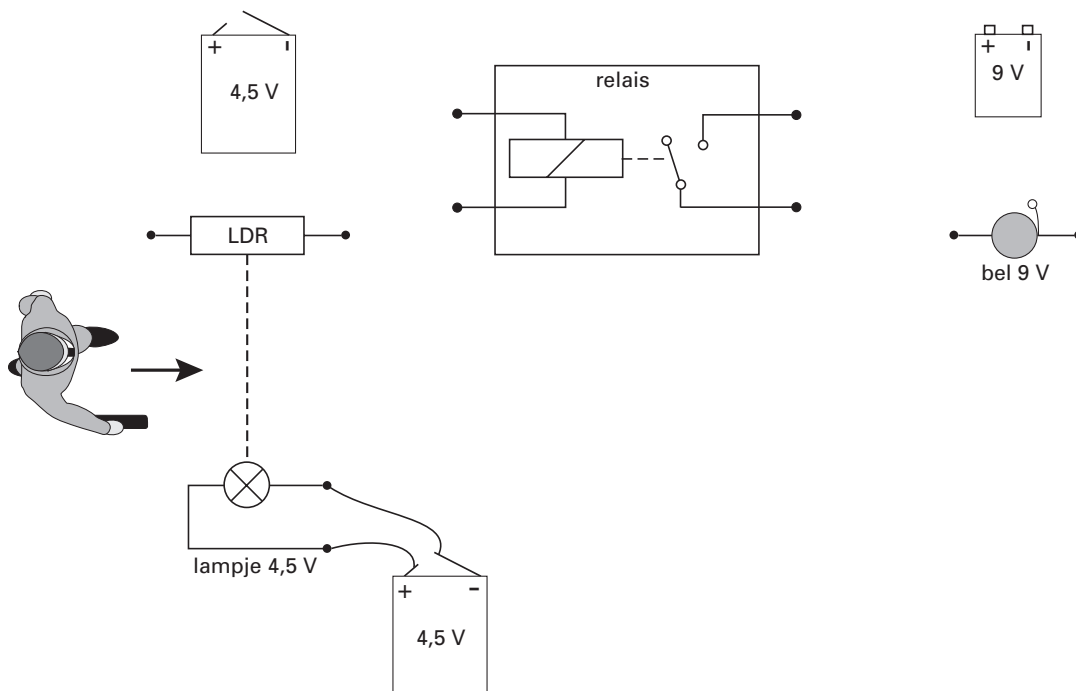 + -
4,5 V
relais
+ -
9 V
LDR
bel 9 V
lampje 4,5 V
+ -
4,5 V